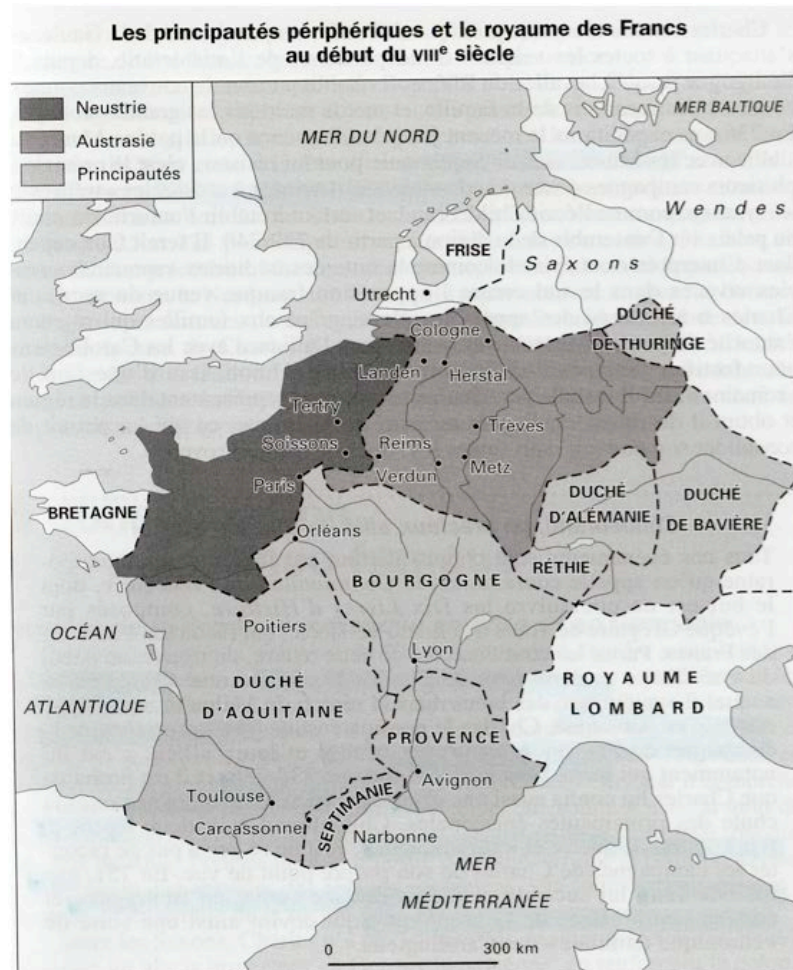 Les principautés périphériques et le royaume des Francs
au début du VIIIe siècle
Neustrie
Austrasie
Principautés
MER DU NORD
MER BALTIQUE
Wendes
FRISE
Saxons
Utrecht
Cologne
DUCHÉ
DE THURINGE
Landen
Herstal
Tertry
Trèves
Soissons
Reims
Verdun
Metz
Paris
BRETAGNE
DUCHÉ
D'ALÉMANIE
DUCHÉ
DE BAVIÈRE
Orléans
RÉTHIE
BOURGOGNE
OCÉAN
ATLANTIQUE
Poitiers
Lyon
DUCHÉ
D'AQUITAINE
ROYAUME
LOMBARD
PROVENCE
Avignon
Toulouse
Carcassonne
SEPTIMANIE
Narbonne
MER
MÉDITERRANÉE
0 300 km